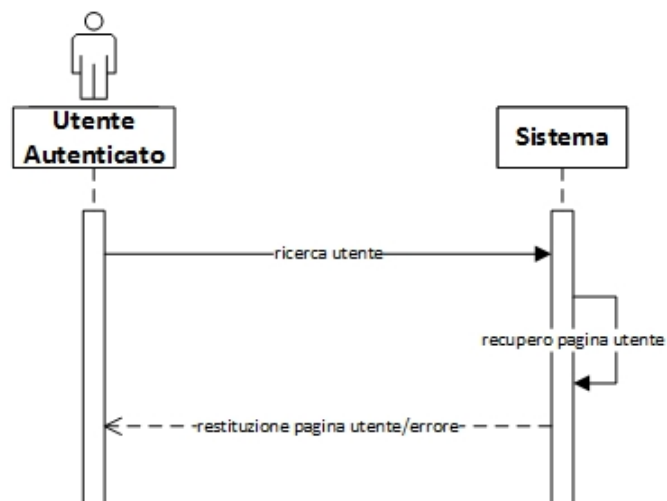 Utente
Autenticato
Sistema
ricerca utente
recupero pagina utente
restituzione pagina utente/errore